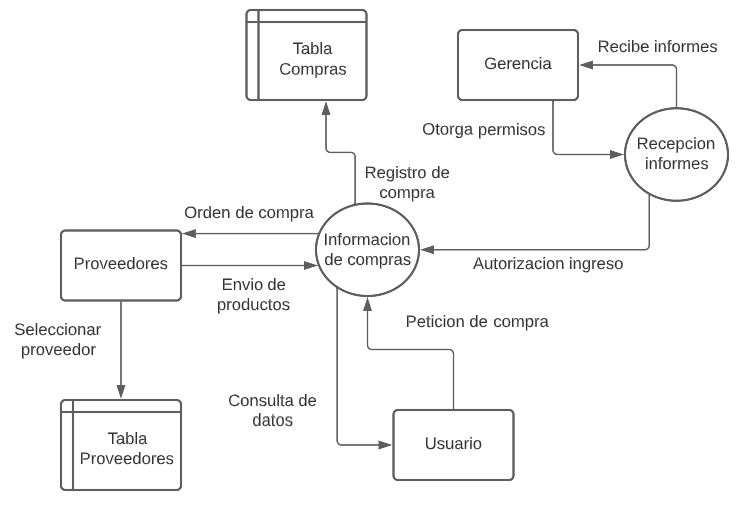 Tabla
Compras
Gerencia
Recibe informes
Otorga permisos
Recepcion
informes
Registro de
compra
Orden de compra
Informacion
de compras
Proveedores
Autorizacion ingreso
Envio de
productos
Seleccionar
proveedor
Peticion de compra
Consulta de
datos
Tabla
Proveedores
Usuario